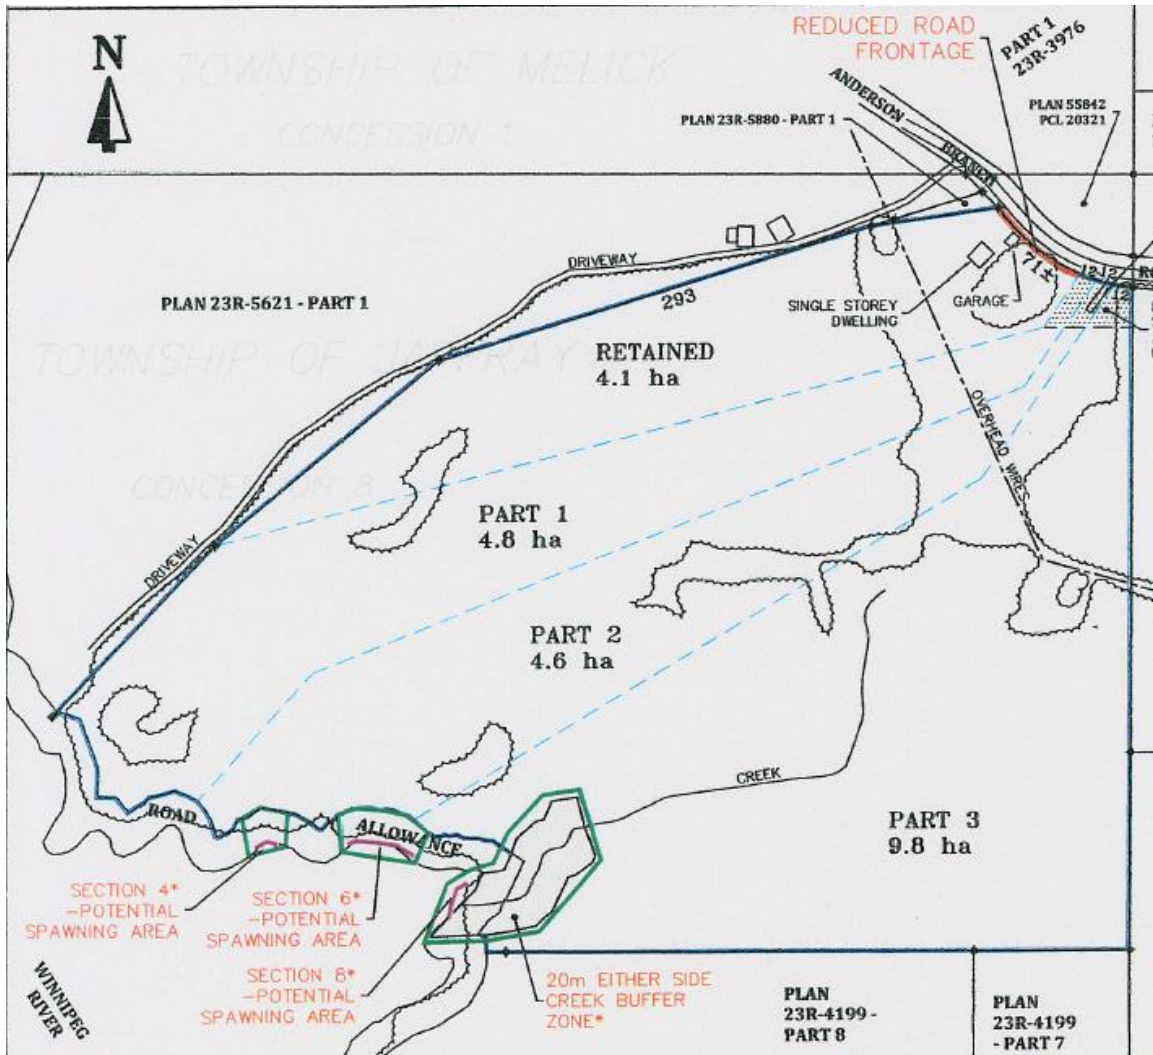 N
TOWNSHIP OF MELICK
CONCESSION 1
REDUCED ROAD
FRONTAGE
PART 1
23R-3976
ANDERSON
BRANCH
PLAN 23R-5880 - PART 1
PLAN 55842
PCL 20321
DRIVEWAY
293
PLAN 23R-5621 - PART 1
SINGLE STOREY
DWELLING
GARAGE
71±
12
12
12
TOWNSHIP OF JAFFRAY
RETAINED
4.1 ha
OVERHEAD WIRES
CONCESSION 8
PART 1
4.8 ha
DRIVEWAY
PART 2
4.6 ha
CREEK
ROAD
ALLOWANCE
PART 3
9.8 ha
SECTION 4*
-POTENTIAL
SPAWNING AREA
SECTION 6*
-POTENTIAL
SPAWNING AREA
SECTION 8*
-POTENTIAL
SPAWNING AREA
20m EITHER SIDE
CREEK BUFFER
ZONE*
WINNIPEG
RIVER
PLAN
23R-4199 -
PART 8
PLAN
23R-4199
- PART 7